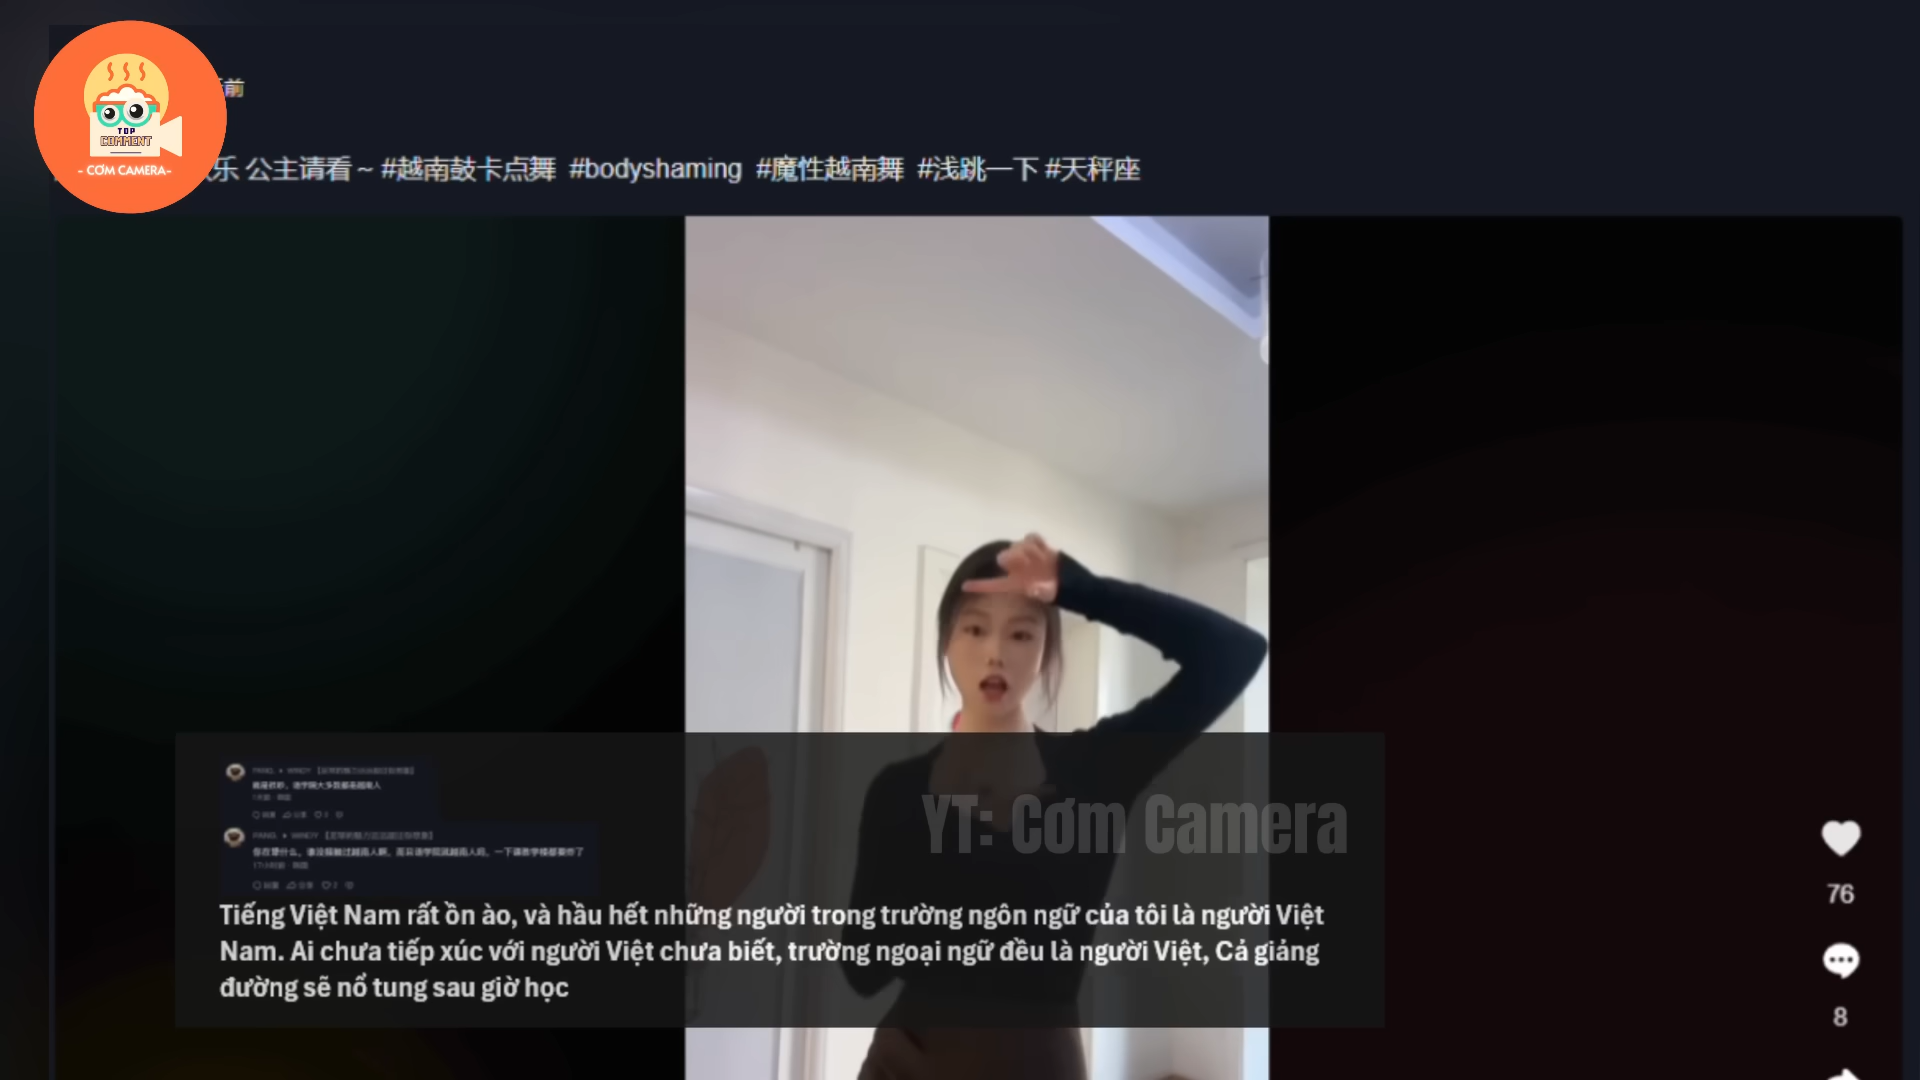 前
TOP
COMMENT
- CƠM CAMERA-
乐 公主请看 ~ #越南鼓卡点舞 #bodyshaming #魔性越南舞 #浅跳一下 #天秤座
YT: Cơm Camera
Tiếng Việt Nam rất ồn ào, và hầu hết những người trong trường ngôn ngữ của tôi là người Việt
Nam. Ai chưa tiếp xúc với người Việt chưa biết, trường ngoại ngữ đều là người Việt, Cả giảng
đường sẽ nổ tung sau giờ học
76
8